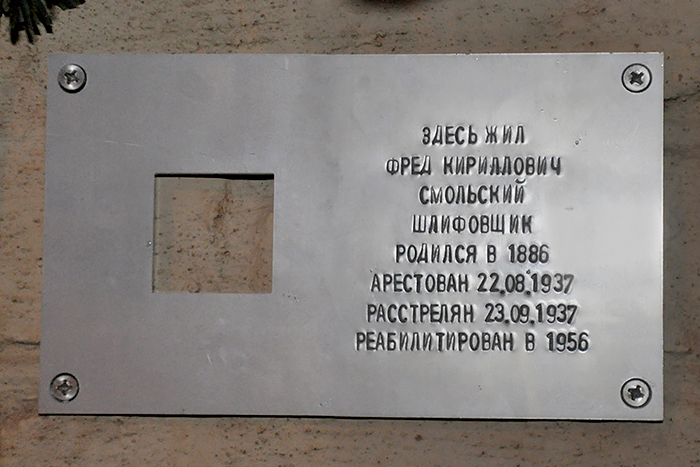 ЗДЕСЬ ЖИЛ
ФРЕД КИРИЛЛОВИЧ
СМОЛЬСКИЙ
ШЛИФОВЩИК
РОДИЛСЯ В 1886
АРЕСТОВАН 22.08.1937
РАССТРЕЛЯН 23.09.1937
РЕАБИЛИТИРОВАН В 1956